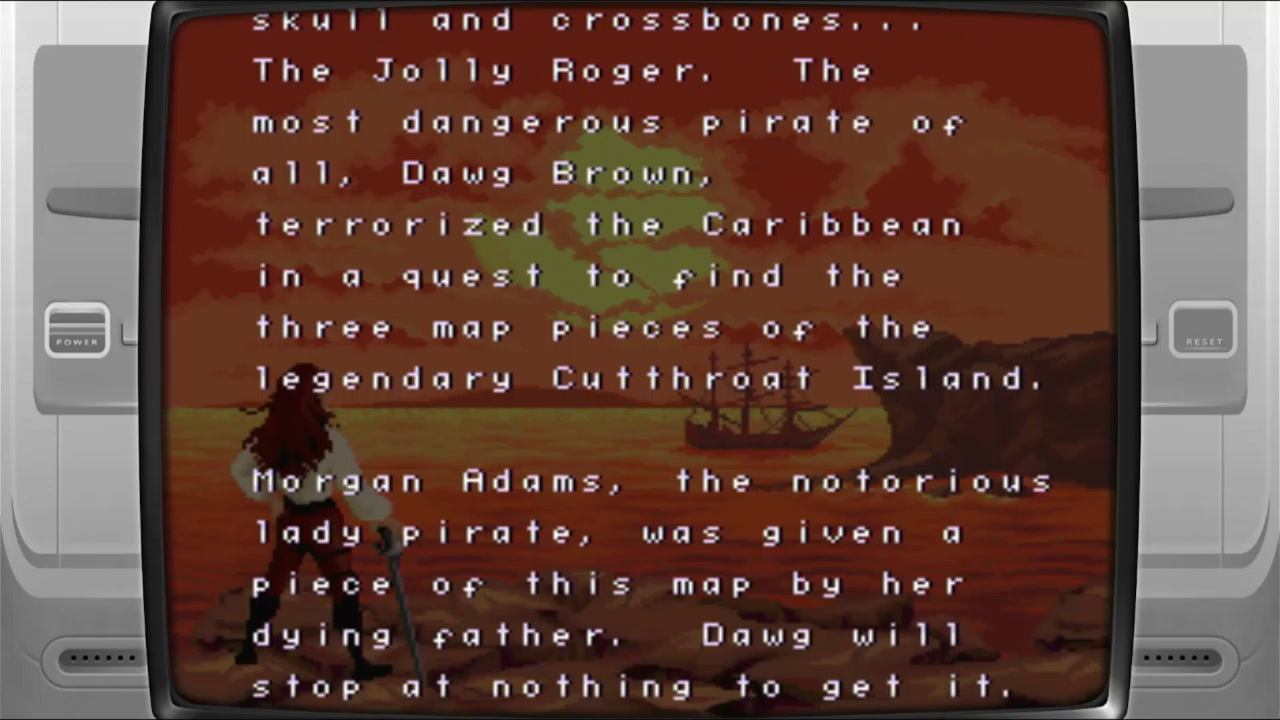 skull and crossbones...
The Jolly Roger. The
most dangerous pirate of
all, Dawg Brown,
terrorized the Caribbean
in a quest to find the
three map pieces of the
legendary Cutthroat Island.
Morgan Adams, the notorious
lady pirate, was given a
piece of this map by her
dying father. Dawg will
stop at nothing to get it.
POWER
RESET